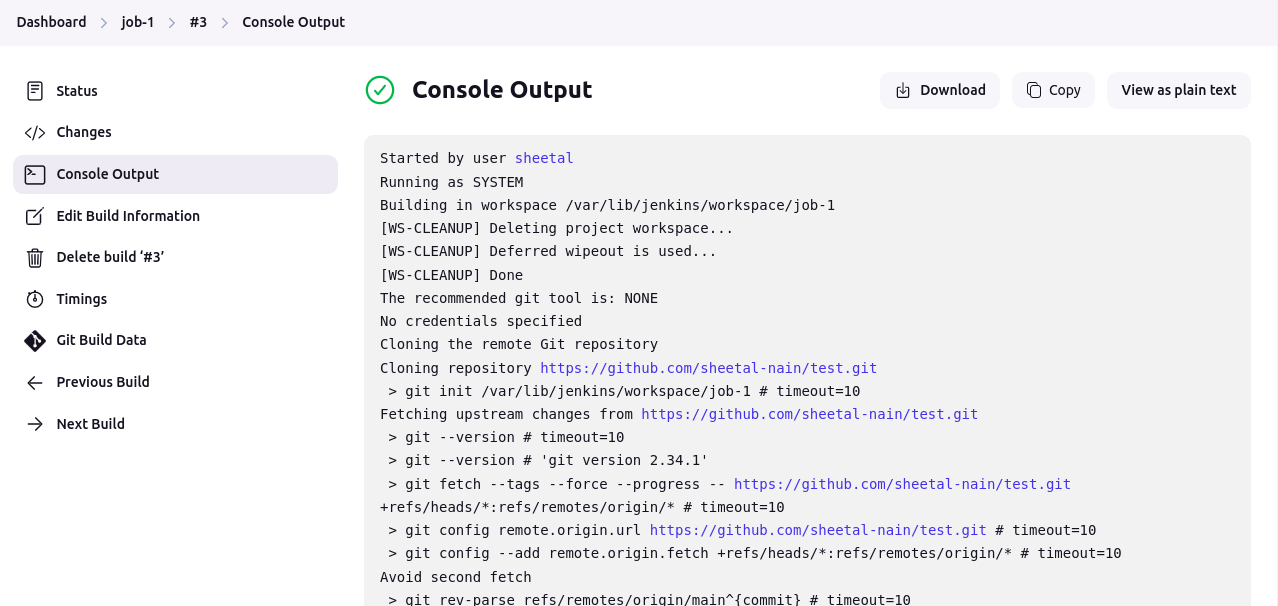 Dashboard > job-1 > #3 > Console Output
Status
Changes
Console Output
Edit Build Information
Delete build ‘#3’
Timings
Git Build Data
Previous Build
Next Build
Console Output
Download
Copy
View as plain text
Started by user sheetal
Running as SYSTEM
Building in workspace /var/lib/jenkins/workspace/job-1
[WS-CLEANUP] Deleting project workspace...
[WS-CLEANUP] Deferred wipeout is used...
[WS-CLEANUP] Done
The recommended git tool is: NONE
No credentials specified
Cloning the remote Git repository
Cloning repository https://github.com/sheetal-nain/test.git
 > git init /var/lib/jenkins/workspace/job-1 # timeout=10
Fetching upstream changes from https://github.com/sheetal-nain/test.git
 > git --version # timeout=10
 > git --version # 'git version 2.34.1'
 > git fetch --tags --force --progress -- https://github.com/sheetal-nain/test.git
+refs/heads/*:refs/remotes/origin/* # timeout=10
 > git config remote.origin.url https://github.com/sheetal-nain/test.git # timeout=10
 > git config --add remote.origin.fetch +refs/heads/*:refs/remotes/origin/* # timeout=10
Avoid second fetch
 > git rev-parse refs/remotes/origin/main^{commit} # timeout=10